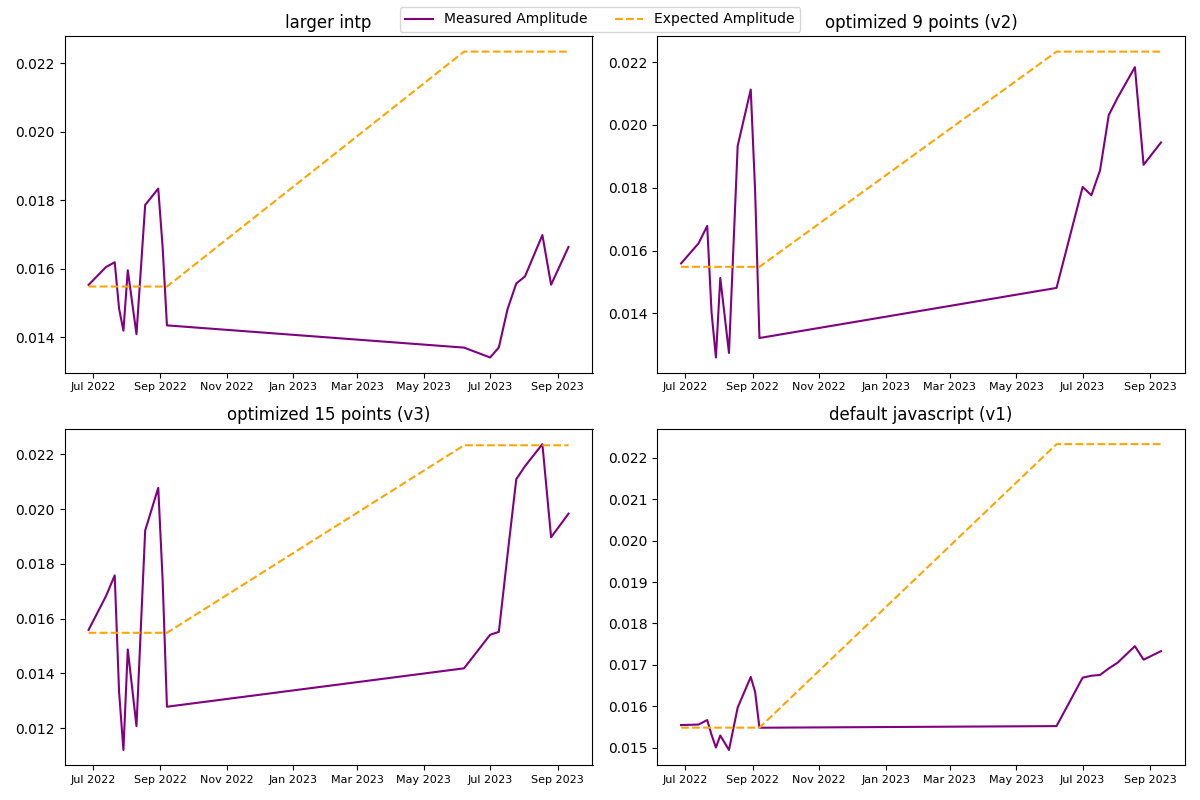 Measured Amplitude Expected Amplitude
larger intp
0.022
0.020
0.018
0.016
0.014
Jul 2022 Sep 2022 Nov 2022 Jan 2023 Mar 2023 May 2023 Jul 2023 Sep 2023
optimized 9 points (v2)
0.022
0.020
0.018
0.016
0.014
Jul 2022 Sep 2022 Nov 2022 Jan 2023 Mar 2023 May 2023 Jul 2023 Sep 2023
optimized 15 points (v3)
0.022
0.020
0.018
0.016
0.014
0.012
Jul 2022 Sep 2022 Nov 2022 Jan 2023 Mar 2023 May 2023 Jul 2023 Sep 2023
default javascript (v1)
0.022
0.021
0.020
0.019
0.018
0.017
0.016
0.015
Jul 2022 Sep 2022 Nov 2022 Jan 2023 Mar 2023 May 2023 Jul 2023 Sep 2023